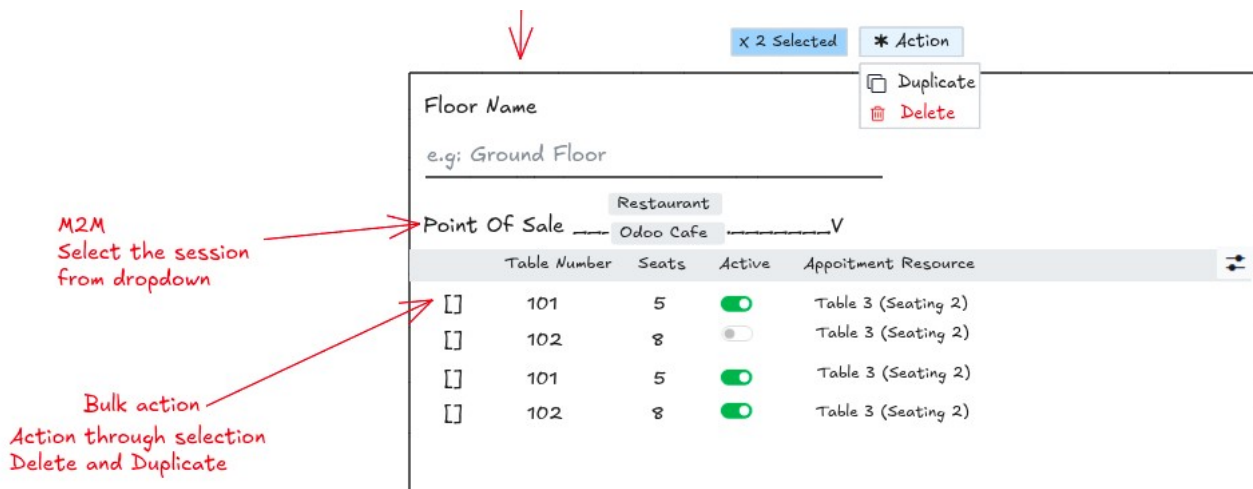 x 2 Selected
* Action
Duplicate
Delete
Floor Name
e.g: Ground Floor
Restaurant
Point Of Sale ___ Odoo Cafe ________V
M2M
Select the session
from dropdown
Table Number Seats Active Appoitment Resource
[] 101 5 Table 3 (Seating 2)
[] 102 8 Table 3 (Seating 2)
[] 101 5 Table 3 (Seating 2)
[] 102 8 Table 3 (Seating 2)
Bulk action
Action through selection
Delete and Duplicate